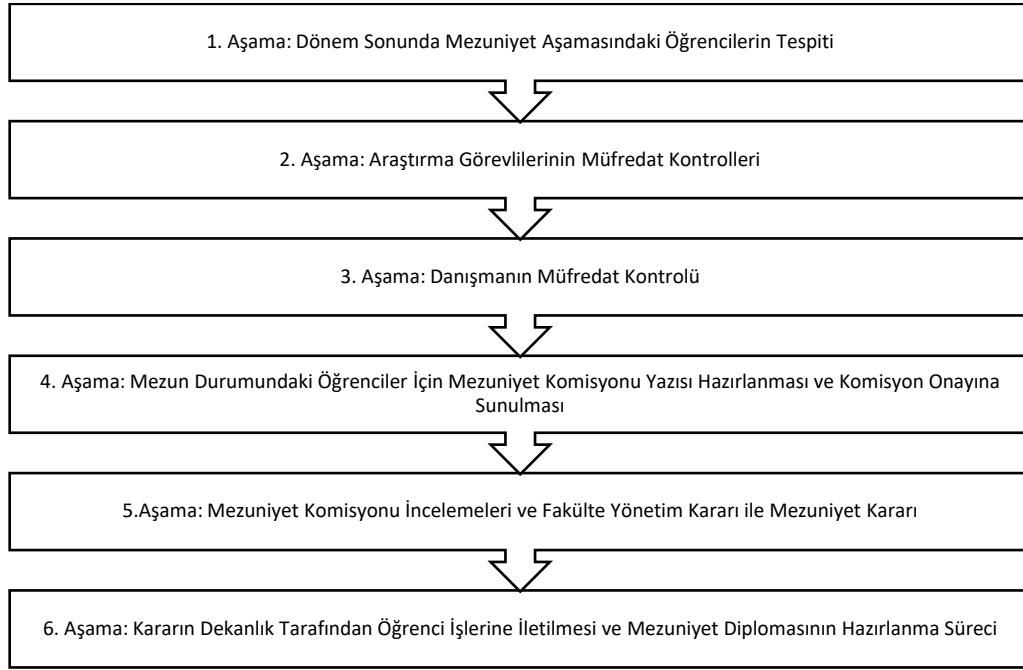 1. Aşama: Dönem Sonunda Mezuniyet Aşamasındaki Öğrencilerin Tespiti
2. Aşama: Araştırma Görevlilerinin Müfredat Kontrolleri
3. Aşama: Danışmanın Müfredat Kontrolü
4. Aşama: Mezun Durumundaki Öğrenciler İçin Mezuniyet Komisyonu Yazısı Hazırlanması ve Komisyon Onayına
Sunulması
5.Aşama: Mezuniyet Komisyonu İncelemeleri ve Fakülte Yönetim Kararı ile Mezuniyet Kararı
6. Aşama: Kararın Dekanlık Tarafından Öğrenci İşlerine İletilmesi ve Mezuniyet Diplomasının Hazırlanma Süreci